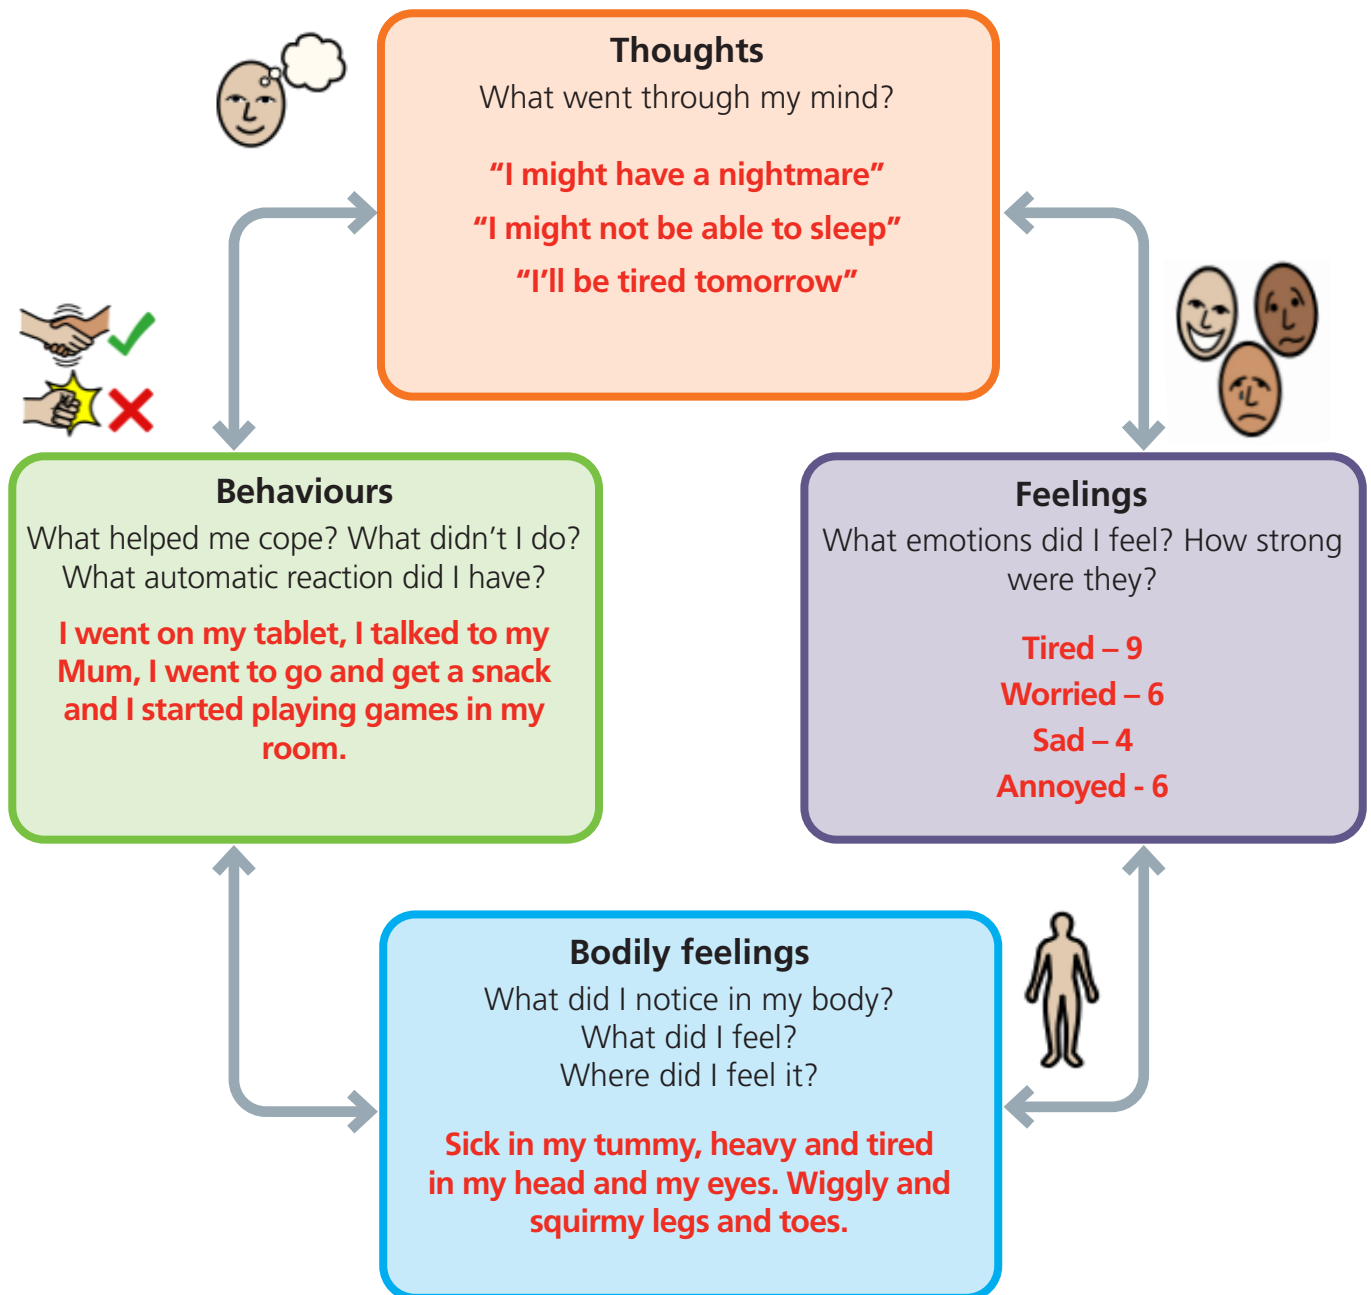 Thoughts
What went through my mind?
“I might have a nightmare”
“I might not be able to sleep”
“I’ll be tired tomorrow”
Behaviours
What helped me cope? What didn’t I do?
What automatic reaction did I have?
I went on my tablet, I talked to my
Mum, I went to go and get a snack
and I started playing games in my
room.
Feelings
What emotions did I feel? How strong
were they?
Tired – 9
Worried – 6
Sad – 4
Annoyed - 6
Bodily feelings
What did I notice in my body?
What did I feel?
Where did I feel it?
Sick in my tummy, heavy and tired
in my head and my eyes. Wiggly and
squirmy legs and toes.